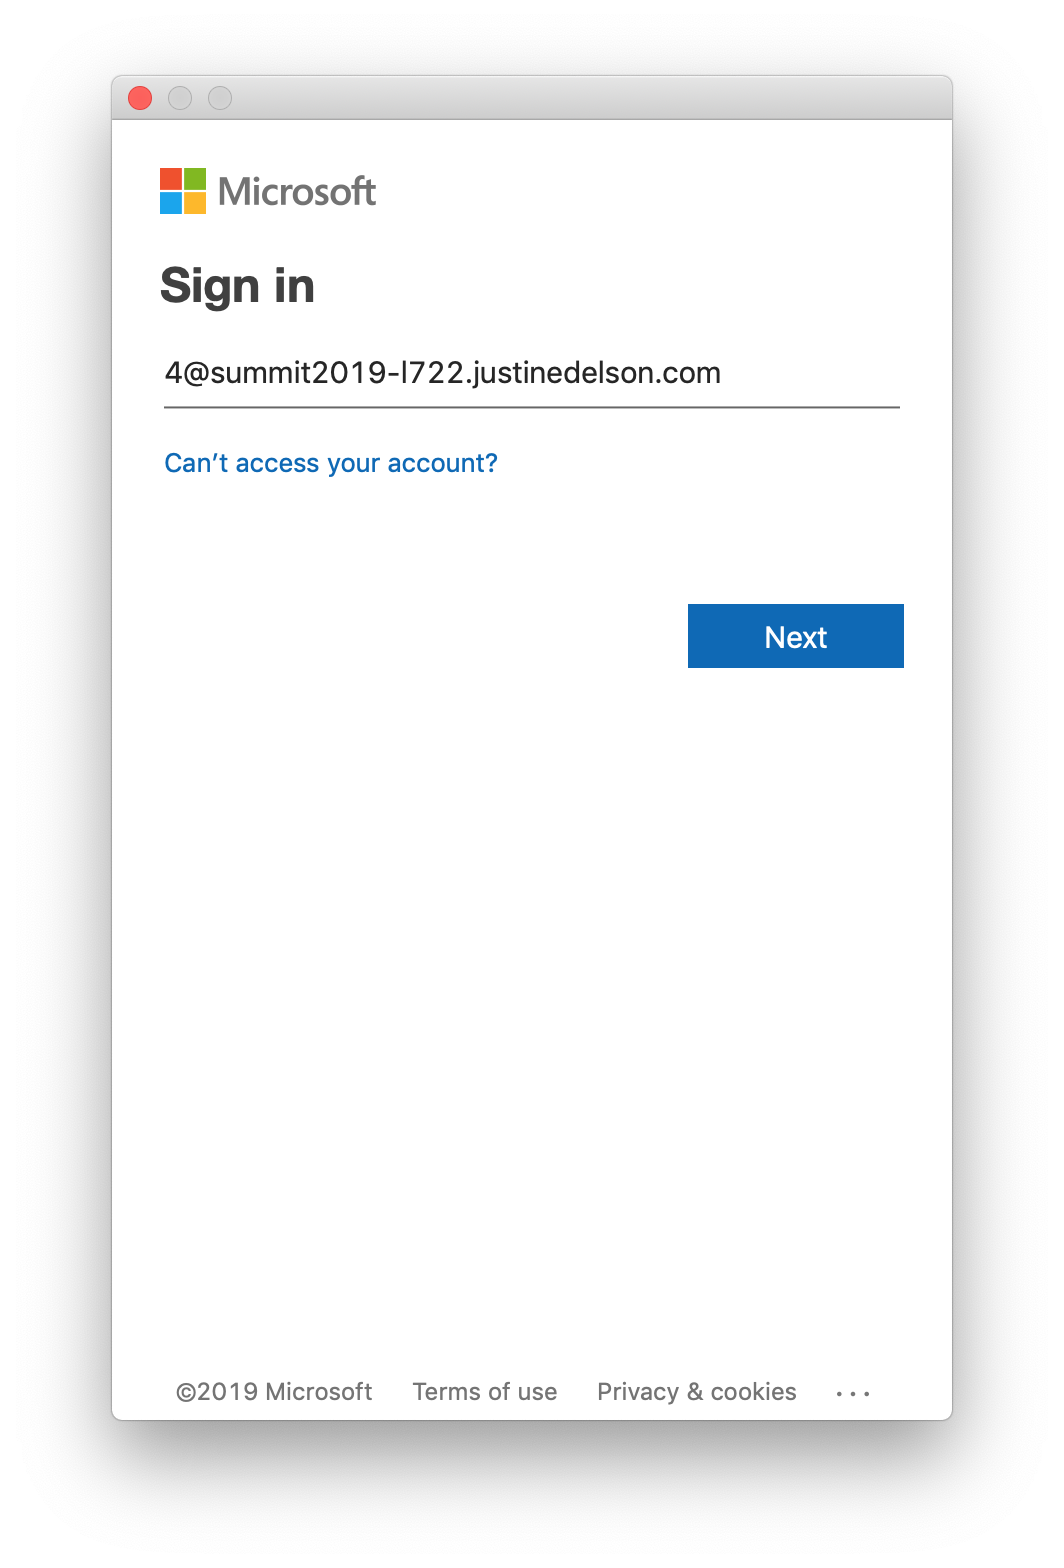 Microsoft
Sign in
4@summit2019-l722.justinedelson.com
Can’t access your account?
Next
©2019 Microsoft Terms of use Privacy & cookies ...